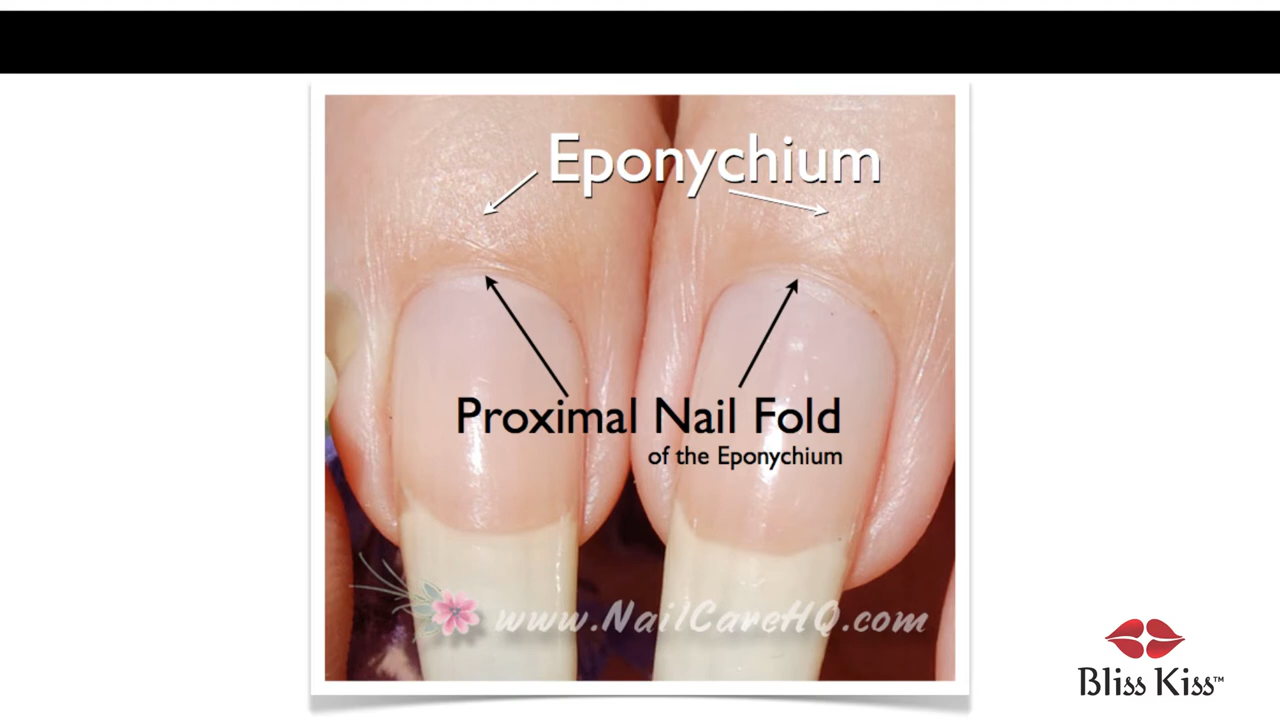 Eponychium
Proximal Nail Fold
of the Eponychium
www.NailCareHQ.com
Bliss Kiss™